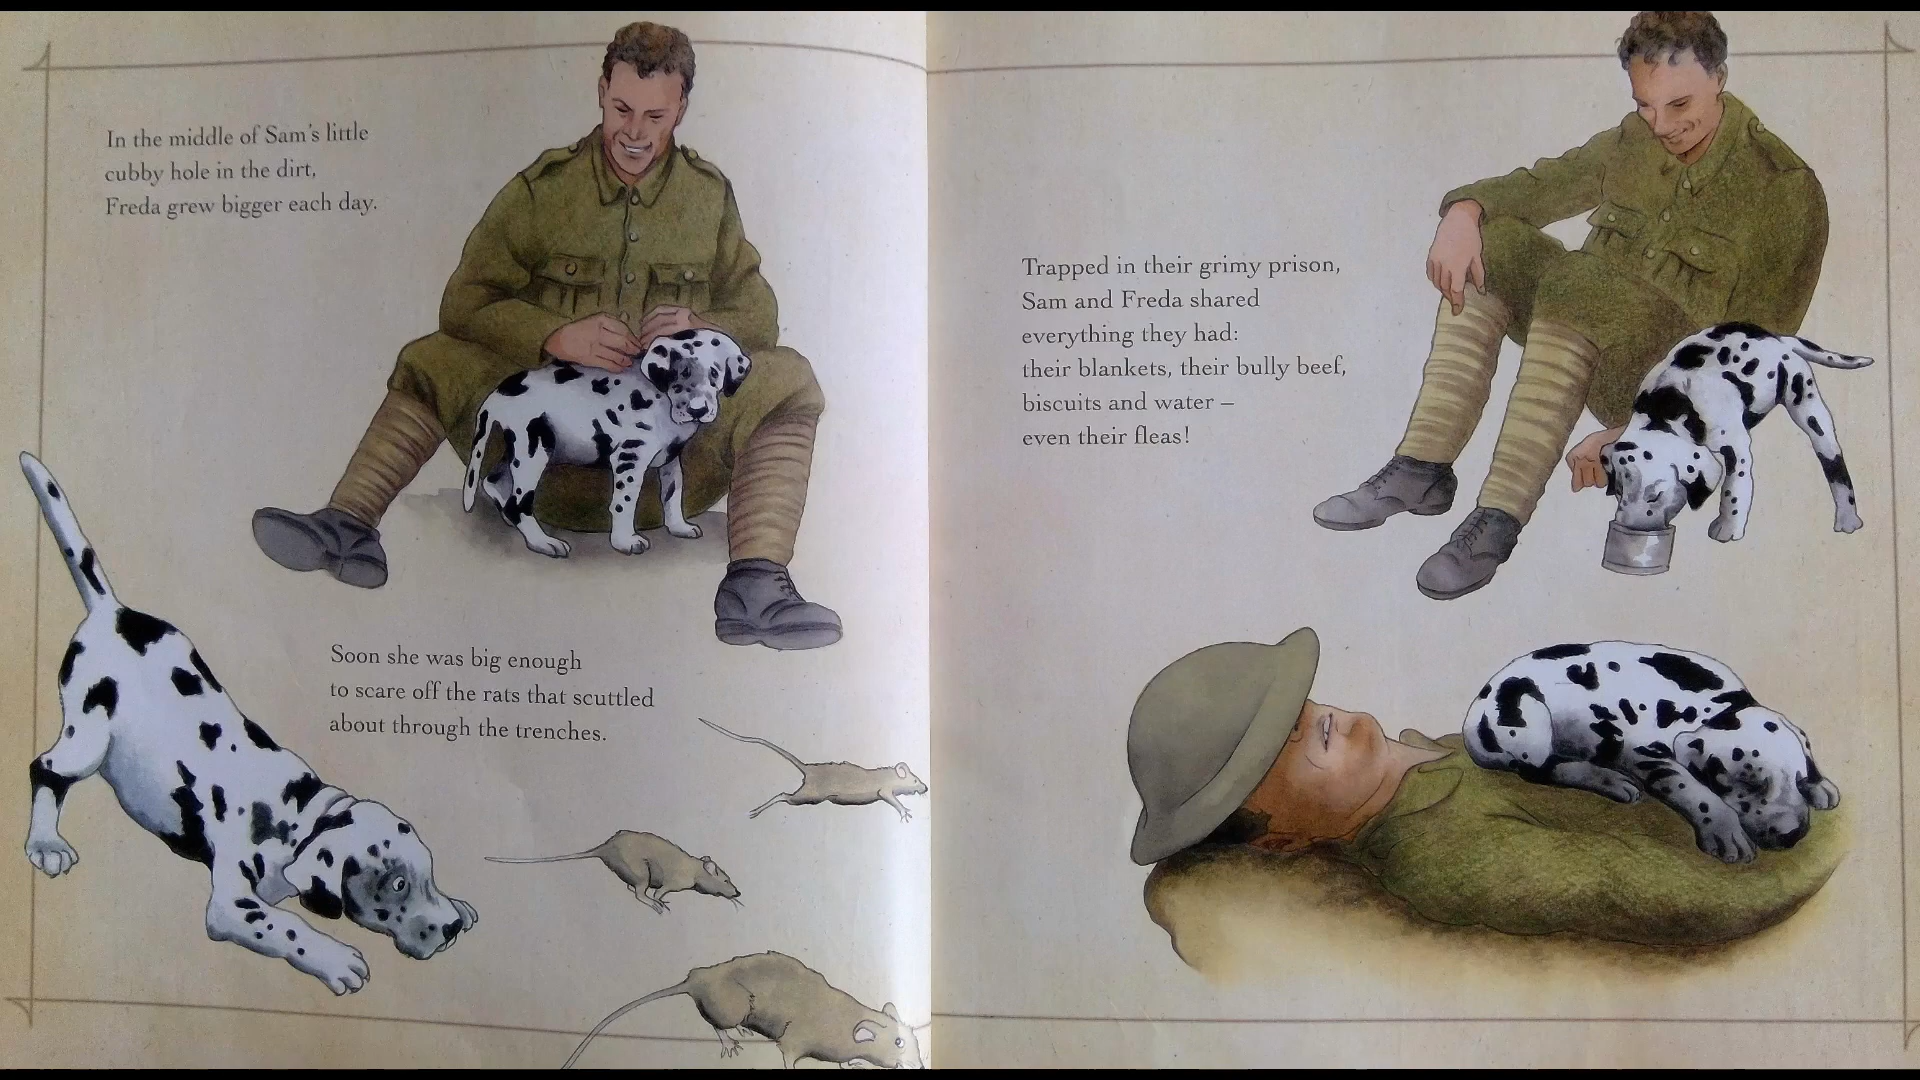 In the middle of Sam's little
cubby hole in the dirt,
Freda grew bigger each day.
Soon she was big enough
to scare off the rats that scuttled
about through the trenches.
Trapped in their grimy prison,
Sam and Freda shared
everything they had:
their blankets, their bully beef,
biscuits and water –
even their fleas!